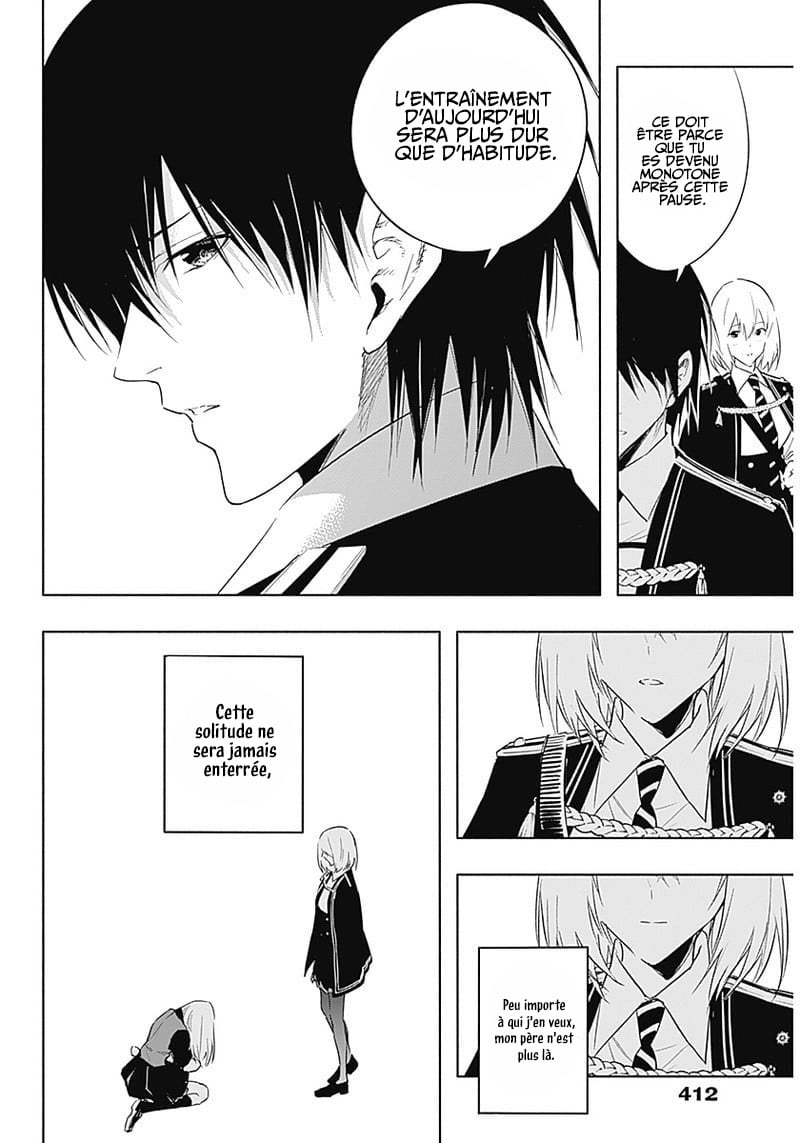 CE DOIT
ÊTRE PARCE
QUE TU
ES DEVENU
MONOTONE
APRÈS CETTE
PAUSE.
L'ENTRAÎNEMENT
D'AUJOURD'HUI
SERA PLUS DUR
QUE D'HABITUDE.
Peu importe
à qui j'en veux,
mon père n'est
plus là.
412
Cette
solitude ne
sera jamais
enterrée,